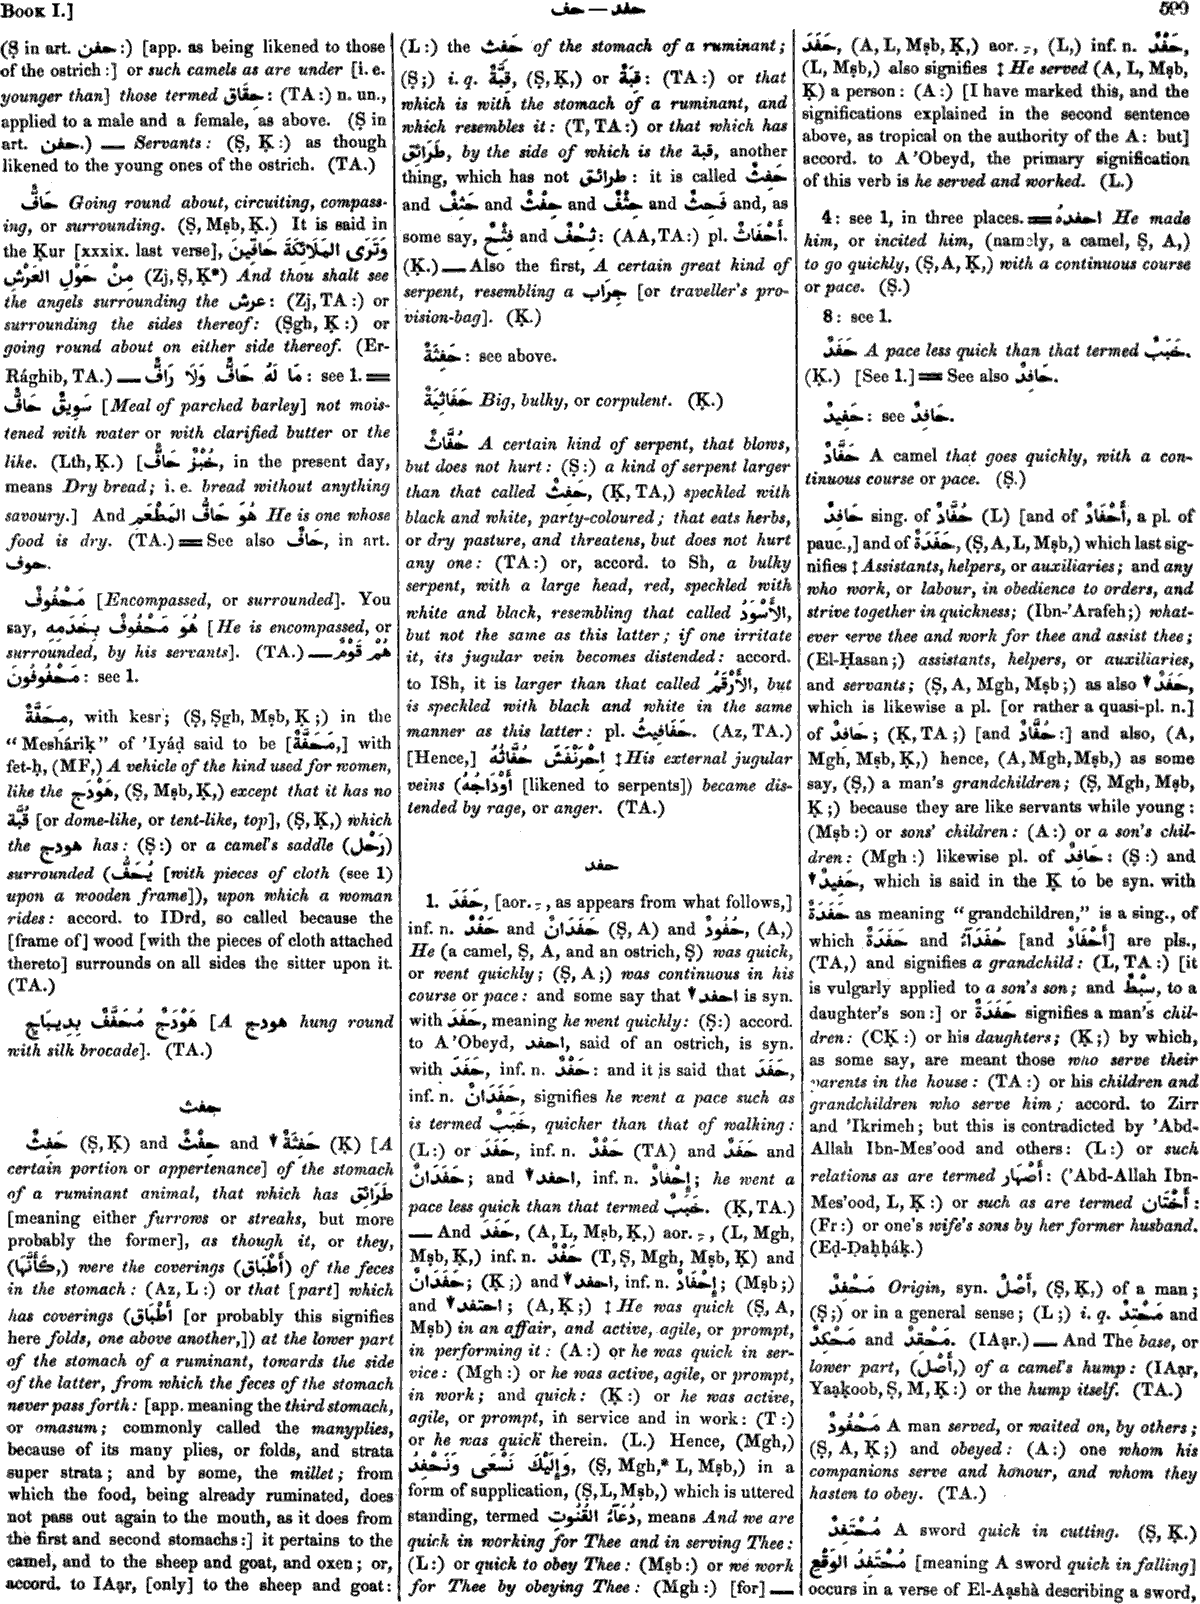 Book I.]
حفد — حف
599
(Ṣ in art. حفن:) [app. as being likened to those
of the ostrich:] or such camels as are under [i. e.
younger than] those termed حِقَاق: (TA:) n. un.,
applied to a male and a female, as above. (Ṣ in
art. حفن.) — Servants: (Ṣ, Ḳ:) as though
likened to the young ones of the ostrich. (TA.)
حَافٌّ Going round about, circuiting, compass-
ing, or surrounding. (Ṣ, Mṣb, Ḳ.) It is said in
the Ḳur [xxxix. last verse], وَتَرَى المَلَائِكَةَ حَافِّينَ
مِنْ حَوْلِ العَرْشِ (Zj, Ṣ, Ḳ*) And thou shalt see
the angels surrounding the عرش: (Zj, TA:) or
surrounding the sides thereof: (Ṣgh, Ḳ:) or
going round about on either side thereof. (Er-
Rághib, TA.) — مَا لَهُ حَافٌّ وَلَا رَافٌّ: see 1. =
سَوِيقٌ حَافٌّ [Meal of parched barley] not mois-
tened with water or with clarified butter or the
like. (Lth, Ḳ.) [خُبْزٌ حَافٌّ, in the present day,
means Dry bread; i. e. bread without anything
savoury.] And هُوَ حَافُّ المَطْعَمِ He is one whose
food is dry. (TA.) = See also حَافٌّ, in art.
حوف.
مَحْفُوفٌ [Encompassed, or surrounded]. You
say, هُوَ مَحْفُوفٌ بِخَدَمِهِ [He is encompassed, or
surrounded, by his servants]. (TA.) — هُمْ قَوْمٌ
مَحْفُوفُونَ: see 1.
مِحَفَّةٌ, with kesr; (Ṣ, Ṣgh, Mṣb, Ḳ;) in the
"Mesháriḳ" of 'Iyáḍ said to be [مَحَفَّةٌ,] with
fet-ḥ, (MF,) A vehicle of the kind used for women,
like the هَوْدَج, (Ṣ, Mṣb, Ḳ,) except that it has no
قُبَّة [or dome-like, or tent-like, top], (Ṣ, Ḳ,) which
the هودج has: (Ṣ:) or a camel's saddle (رَحْل)
surrounded (يُحَفُّ [with pieces of cloth (see 1)
upon a wooden frame]), upon which a woman
rides: accord. to IDrd, so called because the
[frame of] wood [with the pieces of cloth attached
thereto] surrounds on all sides the sitter upon it.
(TA.)
هَوْدَجٌ مُحَفَّفٌ بِدِيبَاجٍ [A هودج hung round
with silk brocade]. (TA.)
حفث
حَفِثٌ (Ṣ, Ḳ) and حِفْثٌ and حَفِثَةٌ (Ḳ) [A
certain portion or appertenance] of the stomach
of a ruminant animal, that which has طَرَائِق
[meaning either furrows or streaks, but more
probably the former], as though it, or they,
(كَأَنَّهَا,) were the coverings (أَطْبَاق) of the feces
in the stomach: (Az, L:) or that [part] which
has coverings (أَطْبَاق [or probably this signifies
here folds, one above another,]) at the lower part
of the stomach of a ruminant, towards the side
of the latter, from which the feces of the stomach
never pass forth: [app. meaning the third stomach,
or omasum; commonly called the manyplies,
because of its many plies, or folds, and strata
super strata; and by some, the millet; from
which the food, being already ruminated, does
not pass out again to the mouth, as it does from
the first and second stomachs:] it pertains to the
camel, and to the sheep and goat, and oxen; or,
accord. to IAạr, [only] to the sheep and goat:
(L:) the حَفِث of the stomach of a ruminant;
(Ṣ;) i. q. قِبَّةٌ, (Ṣ, Ḳ,) or قِبَةٌ: (TA:) or that
which is with the stomach of a ruminant, and
which resembles it: (T, TA:) or that which has
طَرَائِق, by the side of which is the قبة, another
thing, which has not طرائق: it is called حَفِثٌ
and حَثِفٌ and حِفْثٌ and حِثْفٌ and فَحِثٌ and, as
some say, فِثْحٌ and ثِحْفٌ: (AA, TA:) pl. أَحْفَاثٌ.
(Ḳ.) — Also the first, A certain great kind of
serpent, resembling a جِرَاب [or traveller's pro-
vision-bag]. (Ḳ.)
حَفِثَةٌ: see above.
حَفَاثِيَةٌ Big, bulky, or corpulent. (Ḳ.)
حُفَّاثٌ A certain kind of serpent, that blows,
but does not hurt: (Ṣ:) a kind of serpent larger
than that called حَفِثٌ, (Ḳ, TA,) speckled with
black and white, party-coloured; that eats herbs,
or dry pasture, and threatens, but does not hurt
any one: (TA:) or, accord. to Sh, a bulky
serpent, with a large head, red, speckled with
white and black, resembling that called الأَسْوَدُ,
but not the same as this latter; if one irritate
it, its jugular vein becomes distended: accord.
to ISh, it is larger than that called الأَرْقَمُ, but
is speckled with black and white in the same
manner as this latter: pl. حَفَافِيثُ. (Az, TA.)
[Hence,] اِحْرَنْفَشَ حُفَّاثُهُ ‡ His external jugular
veins (أَوْدَاجُهُ [likened to serpents]) became dis-
tended by rage, or anger. (TA.)
حفد
1. حَفَدَ, [aor. ـِ, as appears from what follows,]
inf. n. حَفْدٌ and حَفَدَانٌ (Ṣ, A) and حُفُودٌ, (A,)
He (a camel, Ṣ, A, and an ostrich, Ṣ) was quick,
or went quickly; (Ṣ, A;) was continuous in his
course or pace: and some say that احفد is syn.
with حَفَدَ, meaning he went quickly: (Ṣ:) accord.
to A 'Obeyd, احفد, said of an ostrich, is syn.
with حَفَدَ, inf. n. حَفْدٌ: and it is said that حَفَدَ,
inf. n. حَفَدَانٌ, signifies he went a pace such as
is termed خَبَبٌ, quicker than that of walking:
(L:) or حَفَدَ, inf. n. حَفْدٌ (TA) and حَفَدٌ and
حَفَدَانٌ; and احفد, inf. n. إِحْفَادٌ; he went a
pace less quick than that termed خَبَبٌ. (Ḳ, TA.)
— And حَفَدَ, (A, L, Mṣb, Ḳ,) aor. ـِ, (L, Mgh,
Mṣb, Ḳ,) inf. n. حَفْدٌ (T, Ṣ, Mgh, Mṣb, Ḳ) and
حَفَدَانٌ; (Ḳ;) and احفد, inf. n. إِحْفَادٌ; (Mṣb;)
and احتفد; (A, Ḳ;) ‡ He was quick (Ṣ, A,
Mṣb) in an affair, and active, agile, or prompt,
in performing it: (A:) or he was quick in ser-
vice: (Mgh:) or he was active, agile, or prompt,
in work; and quick: (Ḳ:) or he was active,
agile, or prompt, in service and in work: (T:)
or he was quick therein. (L.) Hence, (Mgh,)
وَإِلَيْكَ نَسْعَى وَنَحْفِدُ, (Ṣ, Mgh,* L, Mṣb,) in a
form of supplication, (Ṣ, L, Mṣb,) which is uttered
standing, termed دُعَآءُ القُنُوتِ, means And we are
quick in working for Thee and in serving Thee:
(L:) or quick to obey Thee: (Mṣb:) or we work
for Thee by obeying Thee: (Mgh:) [for] —
حَفَدَ, (A, L, Mṣb, Ḳ,) aor. ـِ, (L,) inf. n. حَفْدٌ,
(L, Mṣb,) also signifies ‡ He served (A, L, Mṣb,
Ḳ) a person: (A:) [I have marked this, and the
significations explained in the second sentence
above, as tropical on the authority of the A: but]
accord. to A 'Obeyd, the primary signification
of this verb is he served and worked. (L.)
4: see 1, in three places. = احفدهُ He made
him, or incited him, (namely, a camel, Ṣ, A,)
to go quickly, (Ṣ, A, Ḳ,) with a continuous course
or pace. (Ṣ.)
8: see 1.
حَفَدٌ A pace less quick than that termed خَبَبٌ.
(Ḳ.) [See 1.] = See also حَافِدٌ.
حَفِيدٌ: see حَافِدٌ.
حَفَّادٌ A camel that goes quickly, with a con-
tinuous course or pace. (Ṣ.)
حَافِدٌ sing. of حُفَّادٌ (L) [and of أَحْفَادٌ, a pl. of
pauc.,] and of حَفَدَةٌ, (Ṣ, A, L, Mṣb,) which last sig-
nifies ‡ Assistants, helpers, or auxiliaries; and any
who work, or labour, in obedience to orders, and
strive together in quickness; (Ibn-'Arafeh;) what-
ever serve thee and work for thee and assist thee;
(El-Ḥasan;) assistants, helpers, or auxiliaries,
and servants; (Ṣ, A, Mgh, Mṣb;) as also حَفَدٌ,
which is likewise a pl. [or rather a quasi-pl. n.]
of حَافِدٌ; (Ḳ, TA;) [and حُفَّادٌ:] and also, (A,
Mgh, Mṣb, Ḳ,) hence, (A, Mgh, Mṣb,) as some
say, (Ṣ,) a man's grandchildren; (Ṣ, Mgh, Mṣb,
Ḳ;) because they are like servants while young:
(Mṣb:) or sons' children: (A:) or a son's chil-
dren: (Mgh:) likewise pl. of حَافِدٌ: (Ṣ:) and
حَفِيدٌ, which is said in the Ḳ to be syn. with
حَفَدَةٌ as meaning "grandchildren," is a sing., of
which حَفَدَةٌ and حُفَدَآءُ [and أَحْفَادٌ] are pls.,
(TA,) and signifies a grandchild: (L, TA:) [it
is vulgarly applied to a son's son; and سِبْطٌ, to a
daughter's son:] or حَفَدَةٌ signifies a man's chil-
dren: (CḲ:) or his daughters; (Ḳ;) by which,
as some say, are meant those who serve their
parents in the house: (TA:) or his children and
grandchildren who serve him; accord. to Zirr
and 'Ikrimeh; but this is contradicted by 'Abd-
Allah Ibn-Mes'ood and others: (L:) or such
relations as are termed أَصْهَار: ('Abd-Allah Ibn-
Mes'ood, L, Ḳ:) or such as are termed أَخْتَان:
(Fr:) or one's wife's sons by her former husband.
(Eḍ-Ḍaḥḥák.)
مَحْفِدٌ Origin, syn. أَصْلٌ, (Ṣ, Ḳ,) of a man;
(Ṣ;) or in a general sense; (L;) i. q. مَحْتِدٌ and
مَحْكِدٌ and مَحْقِدٌ. (IAạr.) — And The base, or
lower part, (أَصْل,) of a camel's hump: (IAạr,
Yaạḳoob, Ṣ, M, Ḳ:) or the hump itself. (TA.)
مَحْفُودٌ A man served, or waited on, by others;
(Ṣ, A, Ḳ;) and obeyed: (A:) one whom his
companions serve and honour, and whom they
hasten to obey. (TA.)
مُحْتَفِدٌ A sword quick in cutting. (Ṣ, Ḳ.)
مُحْتَفِدُ الوَقْعِ [meaning A sword quick in falling]
occurs in a verse of El-Aạshà describing a sword,